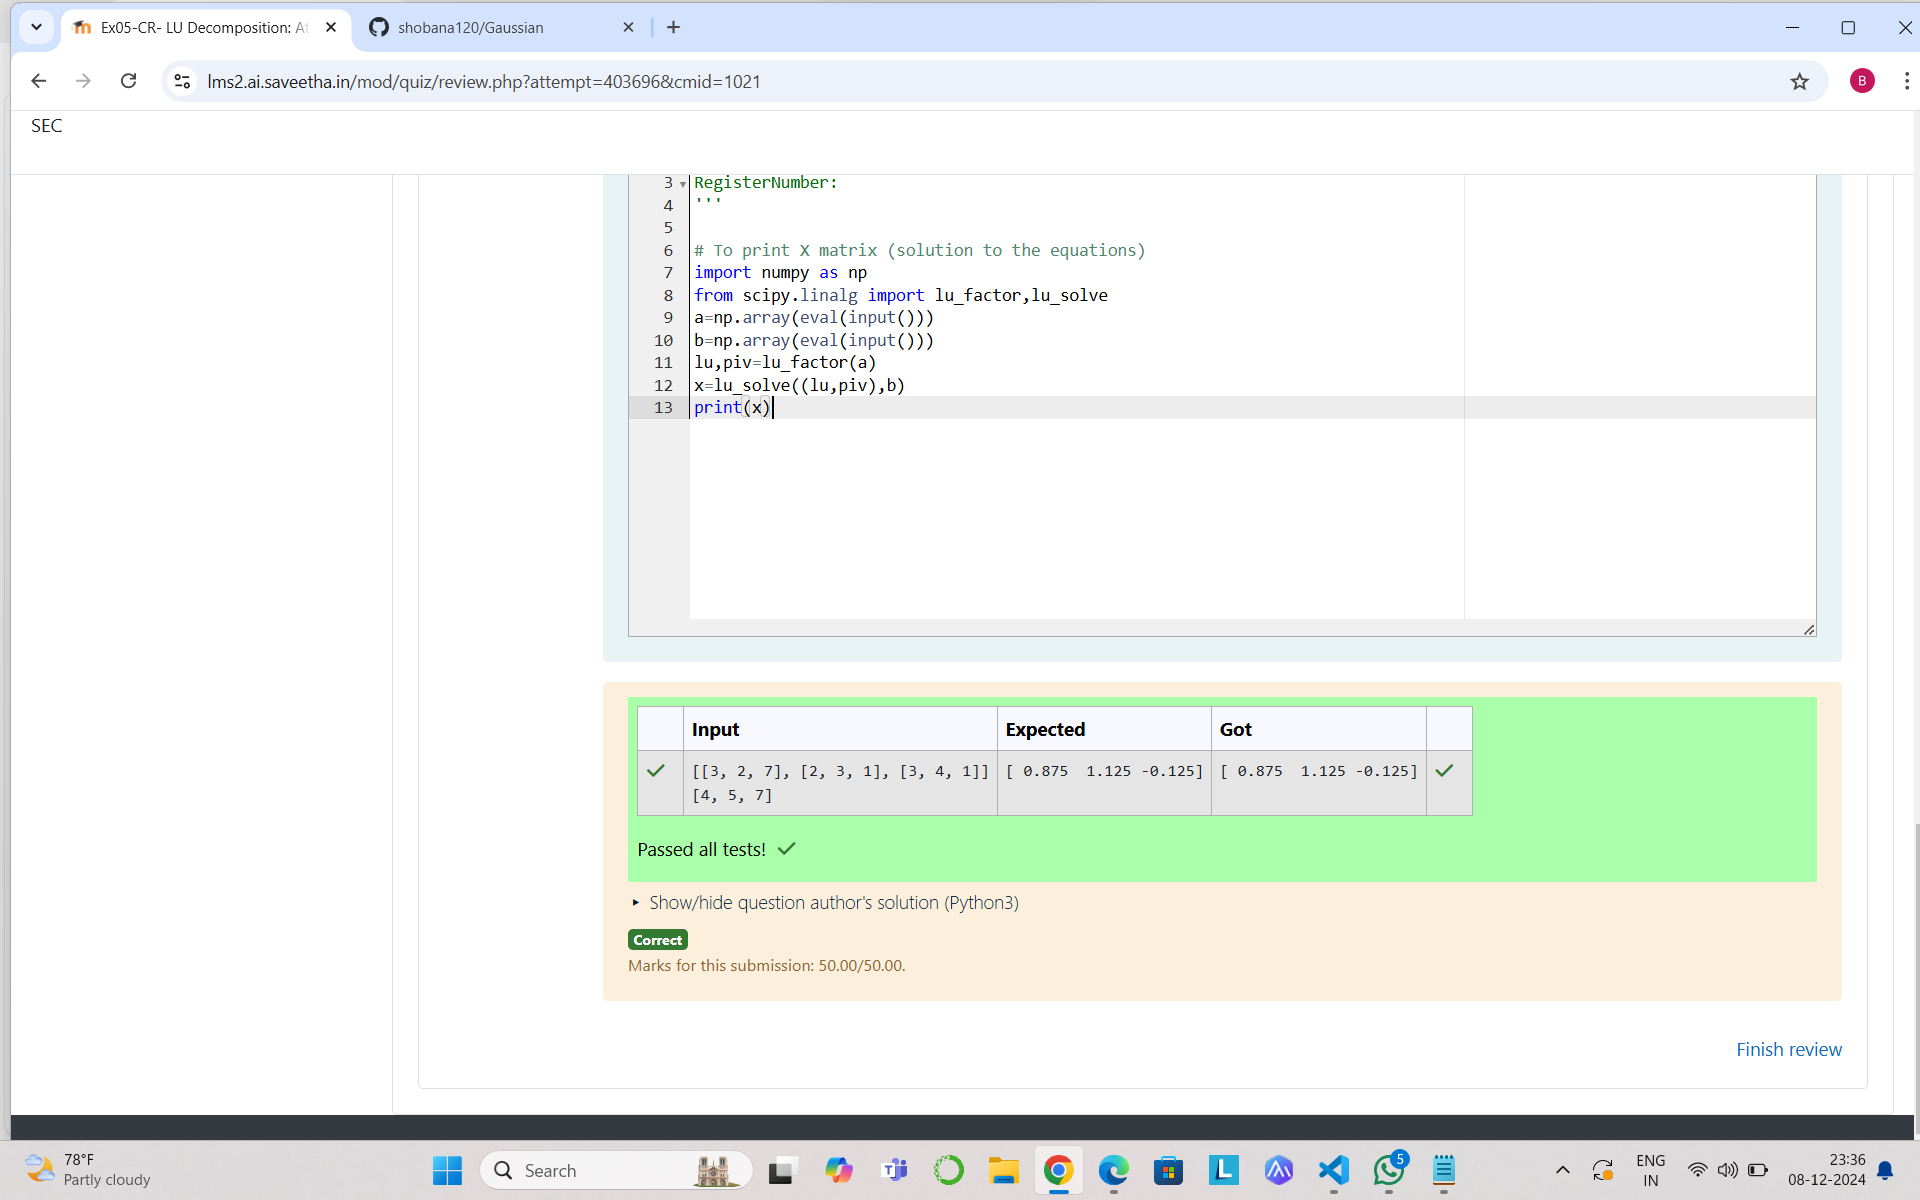 Ex05-CR- LU Decomposition: At
shobana120/Gaussian
lms2.ai.saveetha.in/mod/quiz/review.php?attempt=403696&cmid=1021
B
SEC
3 RegisterNumber:
4 '''
5
6 # To print X matrix (solution to the equations)
7 import numpy as np
8 from scipy.linalg import lu_factor,lu_solve
9 a=np.array(eval(input()))
10 b=np.array(eval(input()))
11 lu,piv=lu_factor(a)
12 x=lu_solve((lu,piv),b)
13 print(x)
Input Expected Got
[[3, 2, 7], [2, 3, 1], [3, 4, 1]] [ 0.875  1.125 -0.125] [ 0.875  1.125 -0.125]
[4, 5, 7]
Passed all tests!
Show/hide question author's solution (Python3)
Correct
Marks for this submission: 50.00/50.00.
Finish review
78°F
Partly cloudy
Search
5
ENG
IN
23:36
08-12-2024